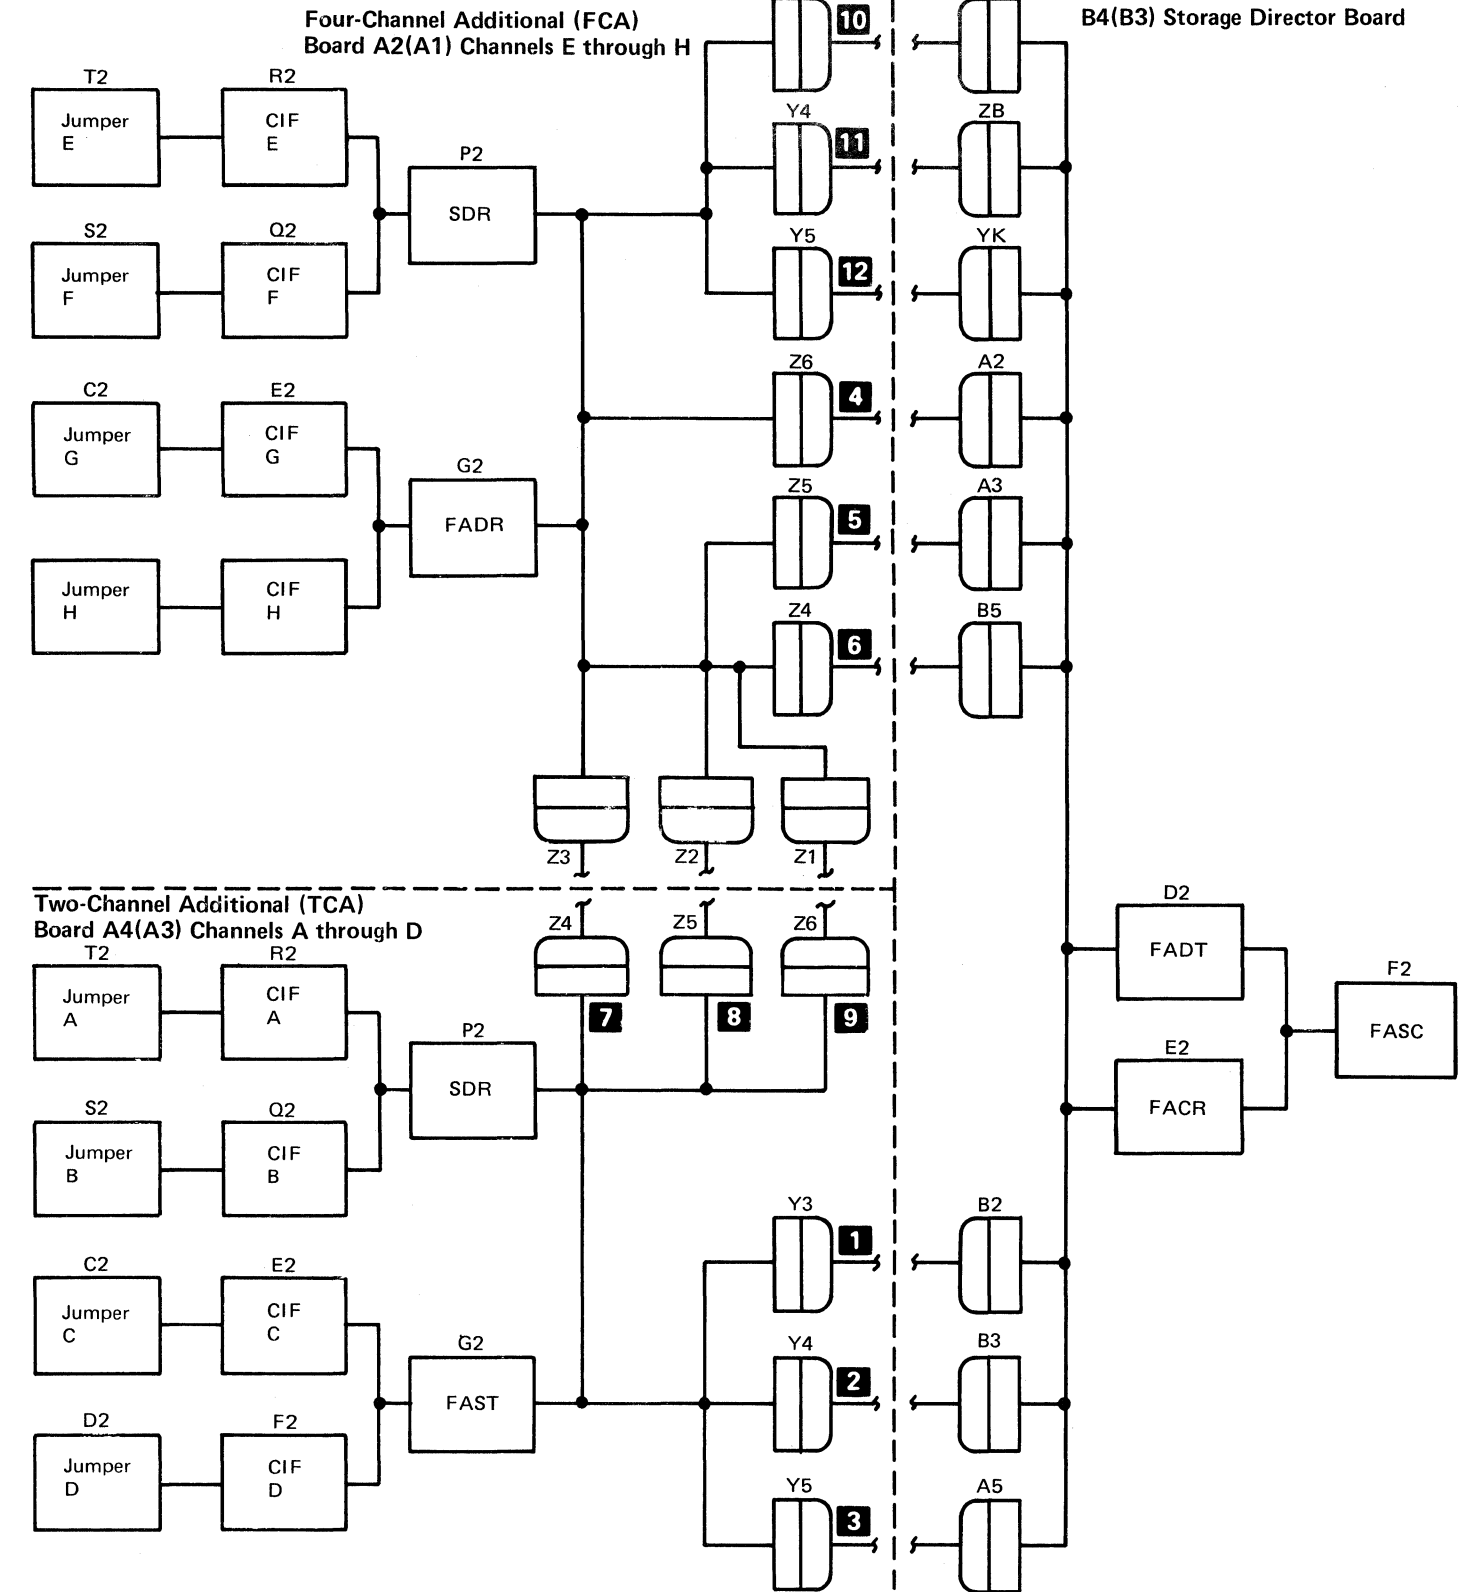 Four-Channel Additional (FCA)
Board A2(A1) Channels E through H
B4(B3) Storage Director Board
10
T2
R2
Jumper
E
CIF
E
Y4
11
ZB
P2
SDR
S2
Q2
Jumper
F
CIF
F
Y5
12
YK
Z6
4
A2
C2
E2
Jumper
G
CIF
G
G2
FADR
Z5
5
A3
Jumper
H
CIF
H
Z4
6
B5
Z3
Z2
Z1
Two-Channel Additional (TCA)
Board A4(A3) Channels A through D
Z4
Z5
Z6
7
8
9
T2
R2
Jumper
A
CIF
A
P2
SDR
S2
Q2
Jumper
B
CIF
B
D2
FADT
F2
FASC
E2
FACR
Y3
1
B2
C2
E2
Jumper
C
CIF
C
G2
FAST
Y4
2
B3
D2
F2
Jumper
D
CIF
D
Y5
3
A5